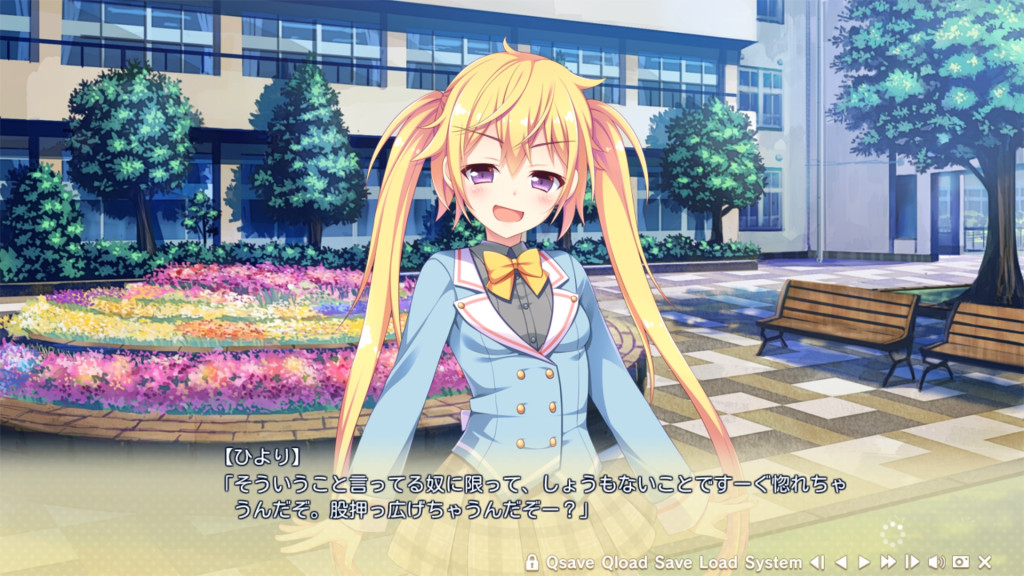 【ひより】
「そういうこと言ってる奴に限って、しょうもないことですーぐ惚れちゃ
うんだぞ。股押っ広げちゃうんだぞー？」
Qsave Qload Save Load System